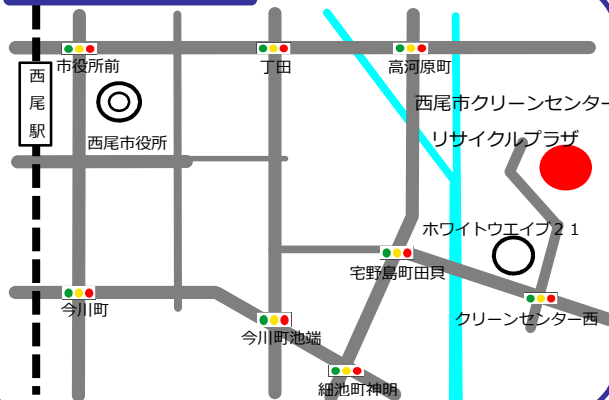 市役所前
丁田
高河原町
西尾駅
西尾市役所
西尾市クリーンセンター
リサイクルプラザ
ホワイトウエイブ２１
宅野島町田貝
今川町
今川町池端
クリーンセンター西
細池町神明